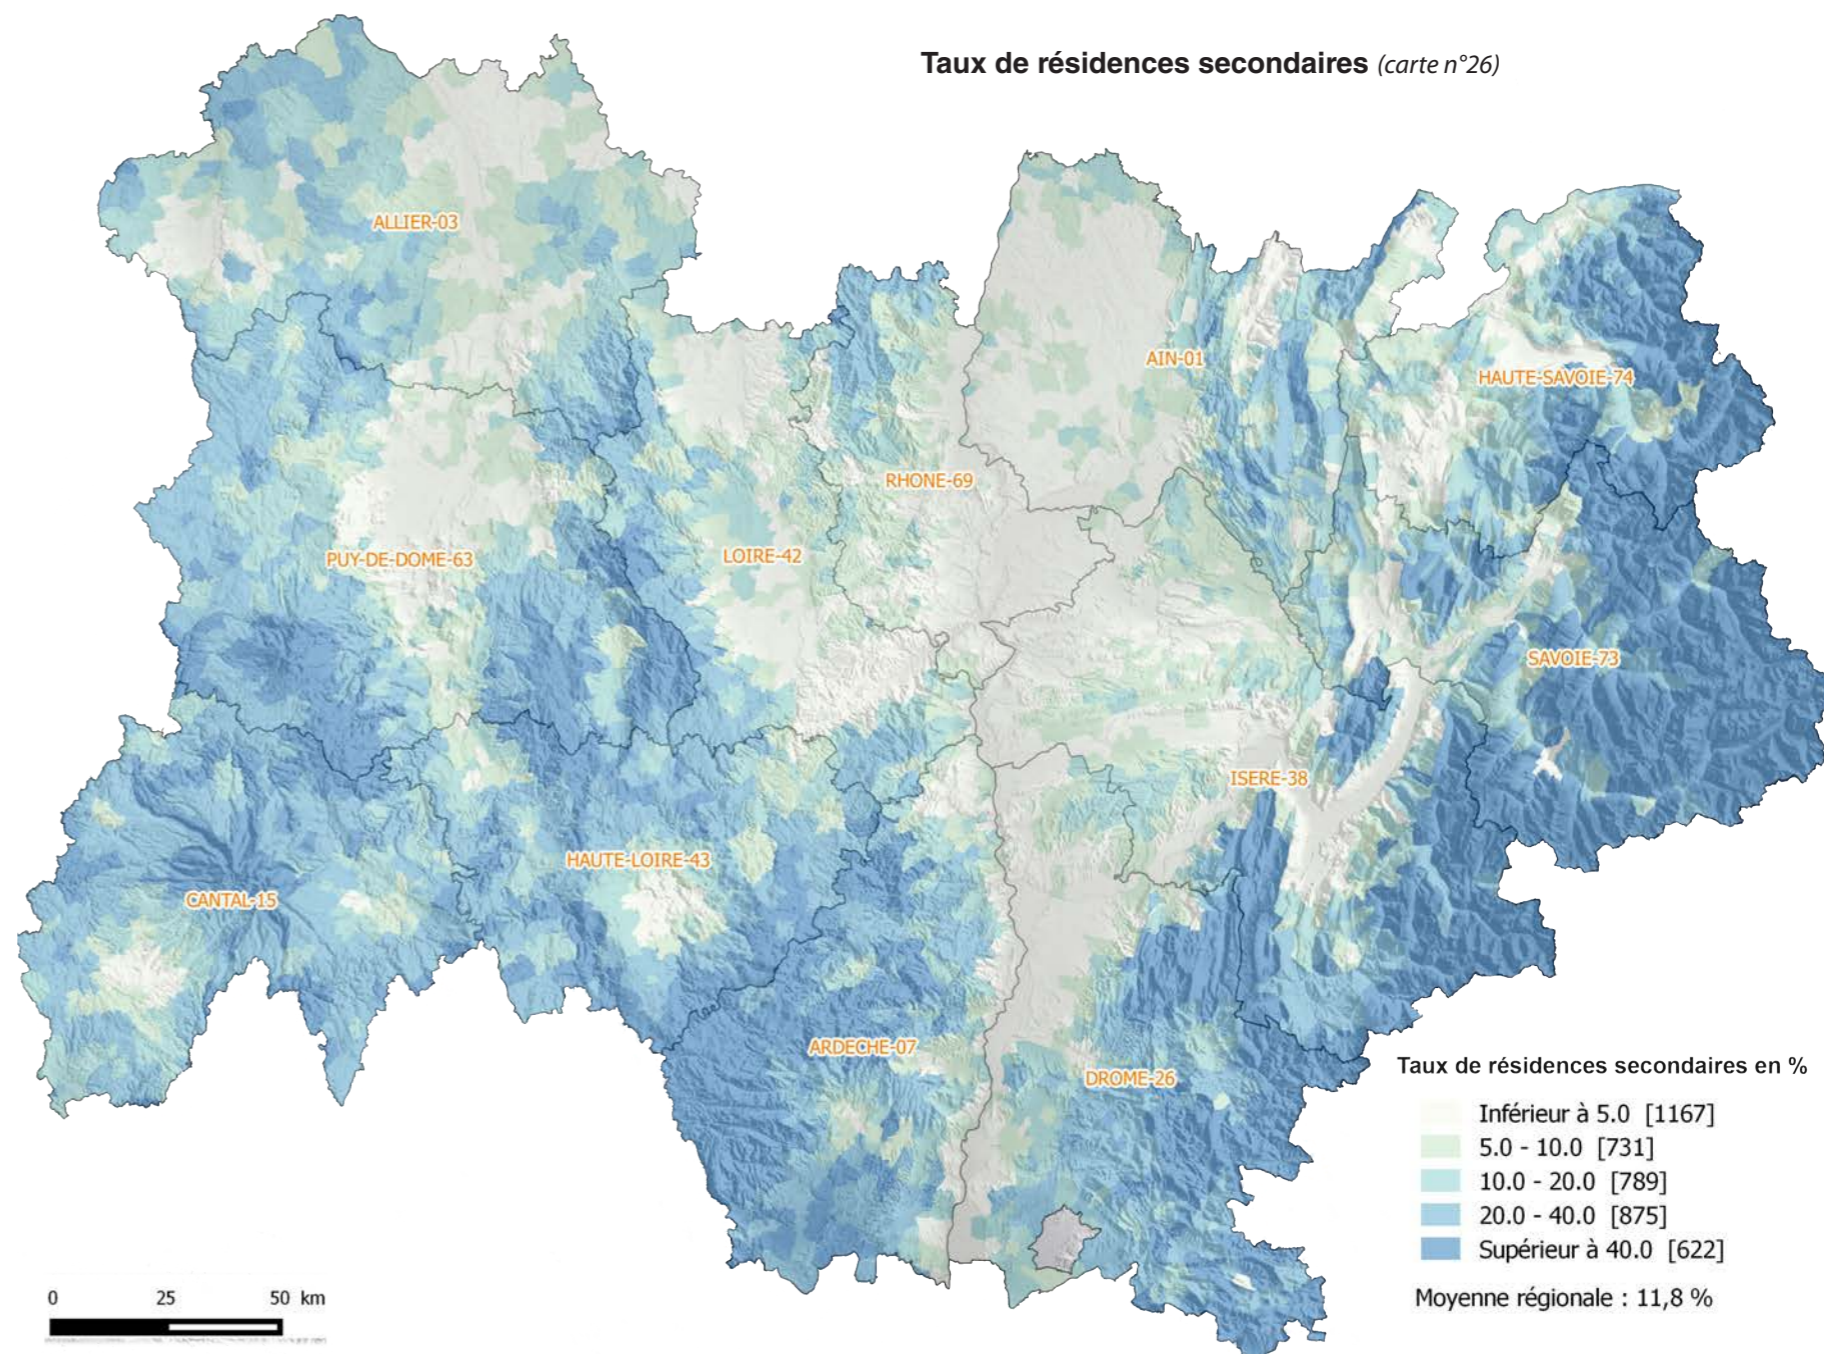 Taux de résidences secondaires (carte n°26)
ALLIER-03
AIN-01
HAUTE-SAVOIE-74
RHONE-69
PUY-DE-DOME-63
LOIRE-42
SAVOIE-73
ISERE-38
HAUTE-LOIRE-43
CANTAL-15
ARDECHE-07
DROME-26
Taux de résidences secondaires en %
Inférieur à 5.0 [1167]
5.0 - 10.0 [731]
10.0 - 20.0 [789]
20.0 - 40.0 [875]
Supérieur à 40.0 [622]
Moyenne régionale : 11,8 %
0 25 50 km